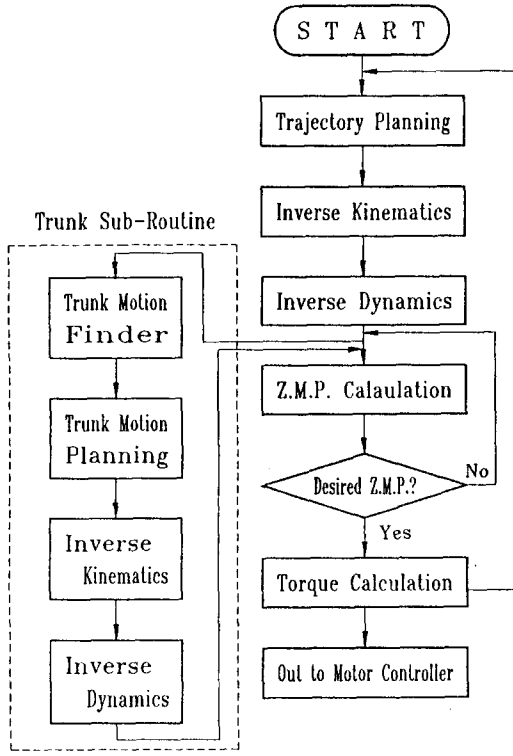 START
Trajectory Planning
Inverse Kinematics
Inverse Dynamics
Z.M.P. Calaulation
Desired Z.M.P.?
No
Yes
Torque Calculation
Out to Motor Controller
Trunk Sub-Routine
Trunk Motion
Finder
Trunk Motion
Planning
Inverse
Kinematics
Inverse
Dynamics